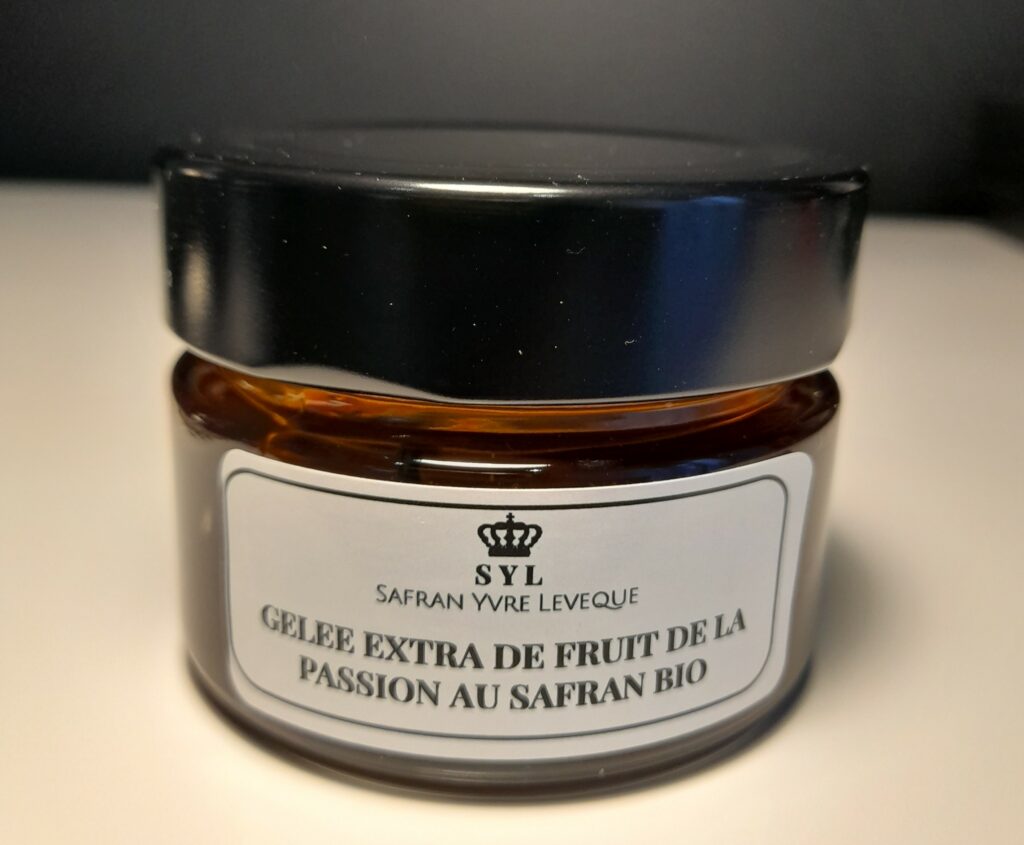 SYL
SAFRAN YVRE LEVEQUE
GELEE EXTRA DE FRUIT DE LA
PASSION AU SAFRAN BIO